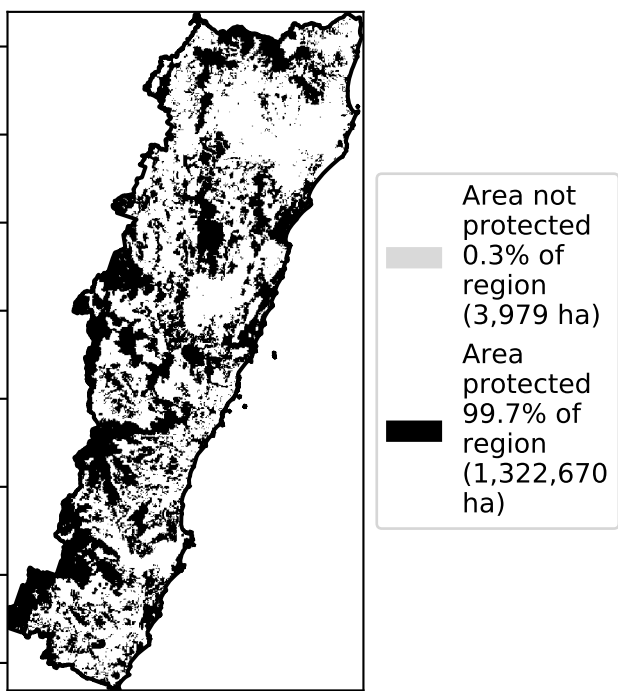 Area not
protected
0.3% of
region
(3,979 ha)
Area
protected
99.7% of
region
(1,322,670
ha)